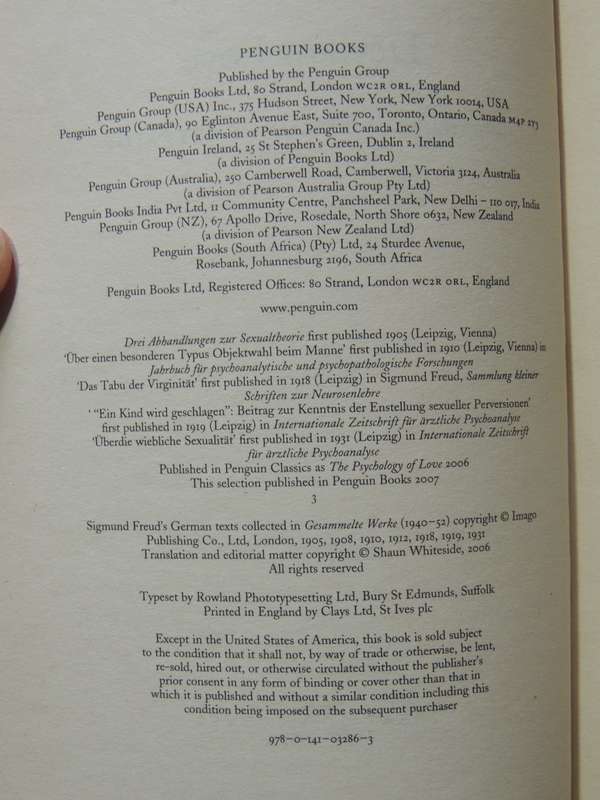 PENGUIN BOOKS
Published by the Penguin Group
Penguin Books Ltd, 80 Strand, London WC2R 0RL, England
Penguin Group (USA) Inc., 375 Hudson Street, New York, New York 10014, USA
Penguin Group (Canada), 90 Eglinton Avenue East, Suite 700, Toronto, Ontario, Canada M4P 2Y3
(a division of Pearson Penguin Canada Inc.)
Penguin Ireland, 25 St Stephen's Green, Dublin 2, Ireland
(a division of Penguin Books Ltd)
Penguin Group (Australia), 250 Camberwell Road, Camberwell, Victoria 3124, Australia
(a division of Pearson Australia Group Pty Ltd)
Penguin Books India Pvt Ltd, 11 Community Centre, Panchsheel Park, New Delhi – 110 017, India
Penguin Group (NZ), 67 Apollo Drive, Rosedale, North Shore 0632, New Zealand
(a division of Pearson New Zealand Ltd)
Penguin Books (South Africa) (Pty) Ltd, 24 Sturdee Avenue,
Rosebank, Johannesburg 2196, South Africa
Penguin Books Ltd, Registered Offices: 80 Strand, London WC2R 0RL, England
www.penguin.com
Drei Abhandlungen zur Sexualtheorie first published 1905 (Leipzig, Vienna)
'Über einen besonderen Typus Objektwahl beim Manne' first published in 1910 (Leipzig, Vienna) in
Jahrbuch für psychoanalytische und psychopathologische Forschungen
'Das Tabu der Virginität' first published in 1918 (Leipzig) in Sigmund Freud, Sammlung kleiner
Schriften zur Neurosenlehre
' "Ein Kind wird geschlagen": Beitrag zur Kenntnis der Enstellung sexueller Perversionen'
first published in 1919 (Leipzig) in Internationale Zeitschrift für ärztliche Psychoanalyse
'Überdie wiebliche Sexualität' first published in 1931 (Leipzig) in Internationale Zeitschrift
für ärztliche Psychoanalyse
Published in Penguin Classics as The Psychology of Love 2006
This selection published in Penguin Books 2007
3
Sigmund Freud's German texts collected in Gesammelte Werke (1940–52) copyright © Imago
Publishing Co., Ltd, London, 1905, 1908, 1910, 1912, 1918, 1919, 1931
Translation and editorial matter copyright © Shaun Whiteside, 2006
All rights reserved
Typeset by Rowland Phototypesetting Ltd, Bury St Edmunds, Suffolk
Printed in England by Clays Ltd, St Ives plc
Except in the United States of America, this book is sold subject
to the condition that it shall not, by way of trade or otherwise, be lent,
re-sold, hired out, or otherwise circulated without the publisher's
prior consent in any form of binding or cover other than that in
which it is published and without a similar condition including this
condition being imposed on the subsequent purchaser
978-0-141-03286-3